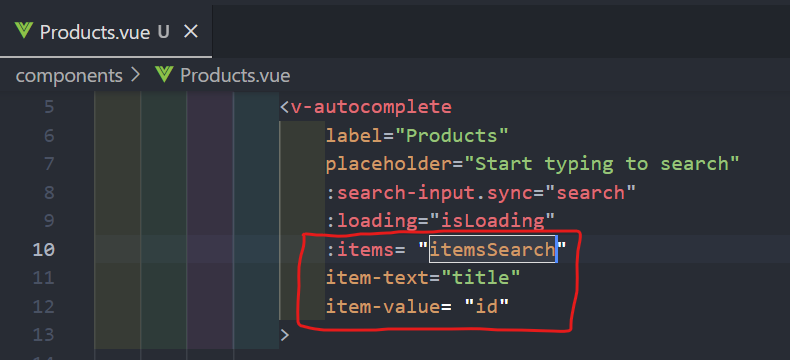 Products.vue U ×
components > Products.vue
5 <v-autocomplete
6 label="Products"
7 placeholder="Start typing to search"
8 :search-input.sync="search"
9 :loading="isLoading"
10 :items= "itemsSearch"
11 item-text="title"
12 item-value= "id"
13 >